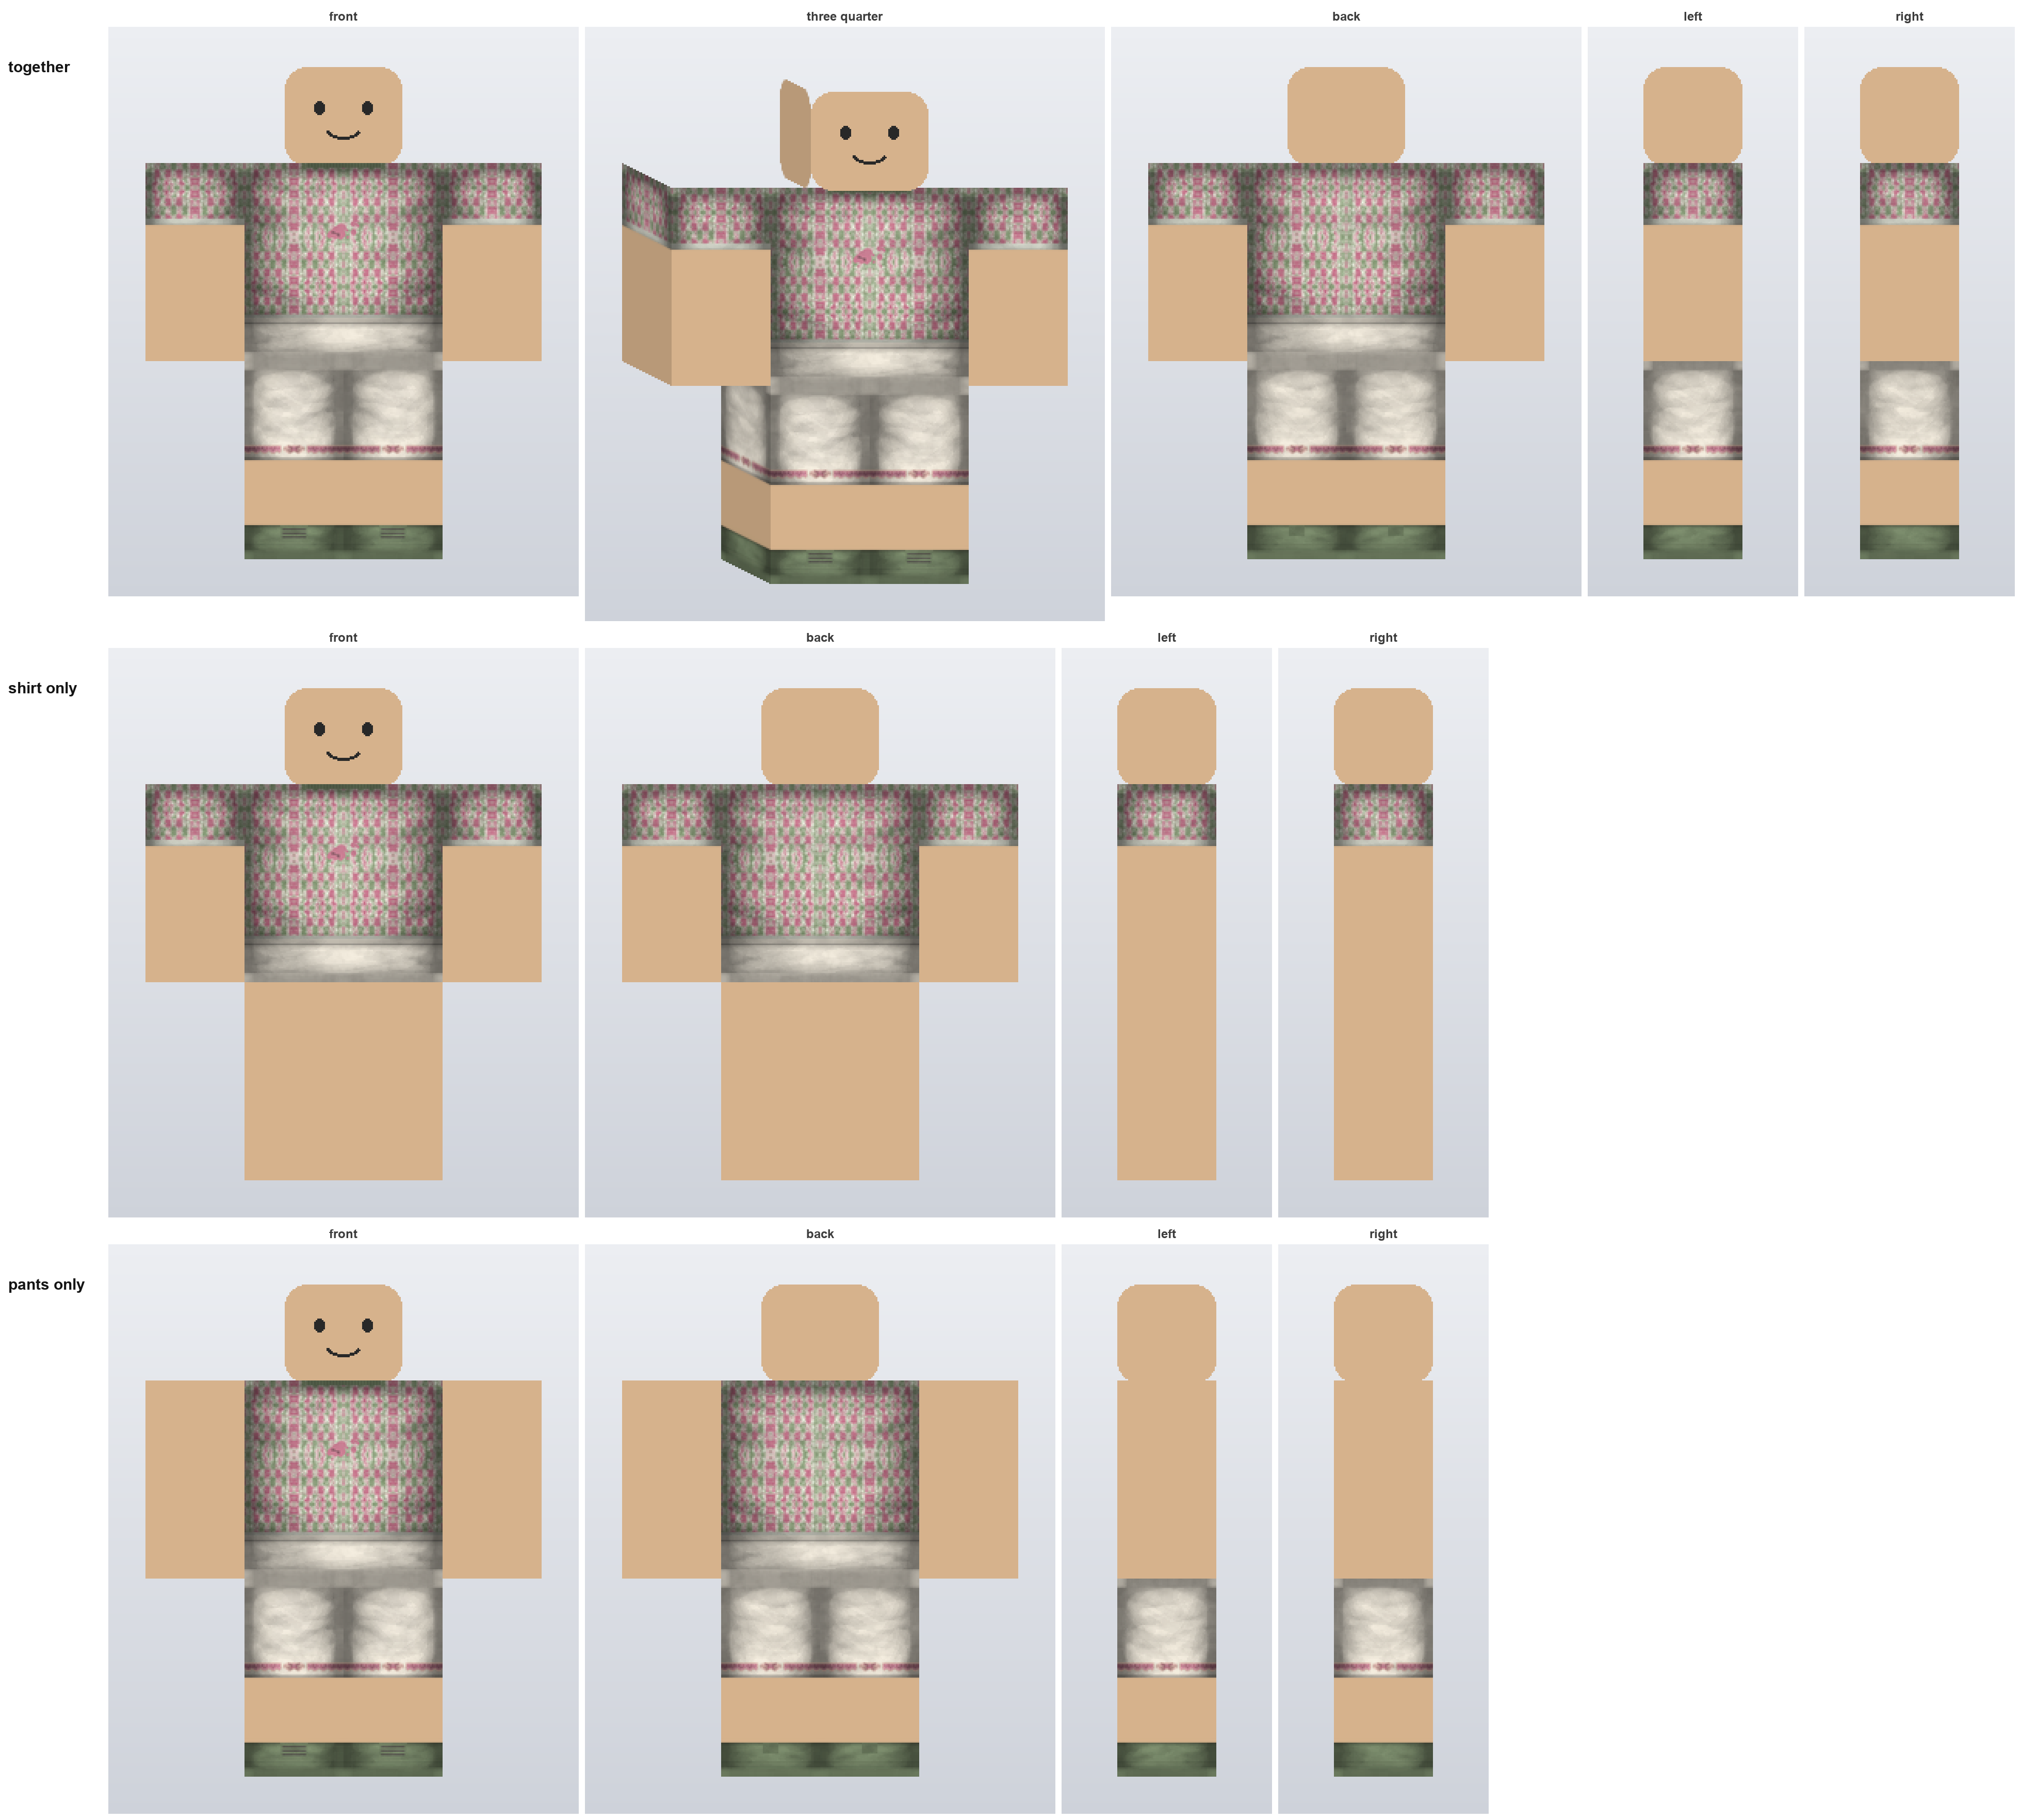 front three quarter back left right
together
front back left right
shirt only
front back left right
pants only